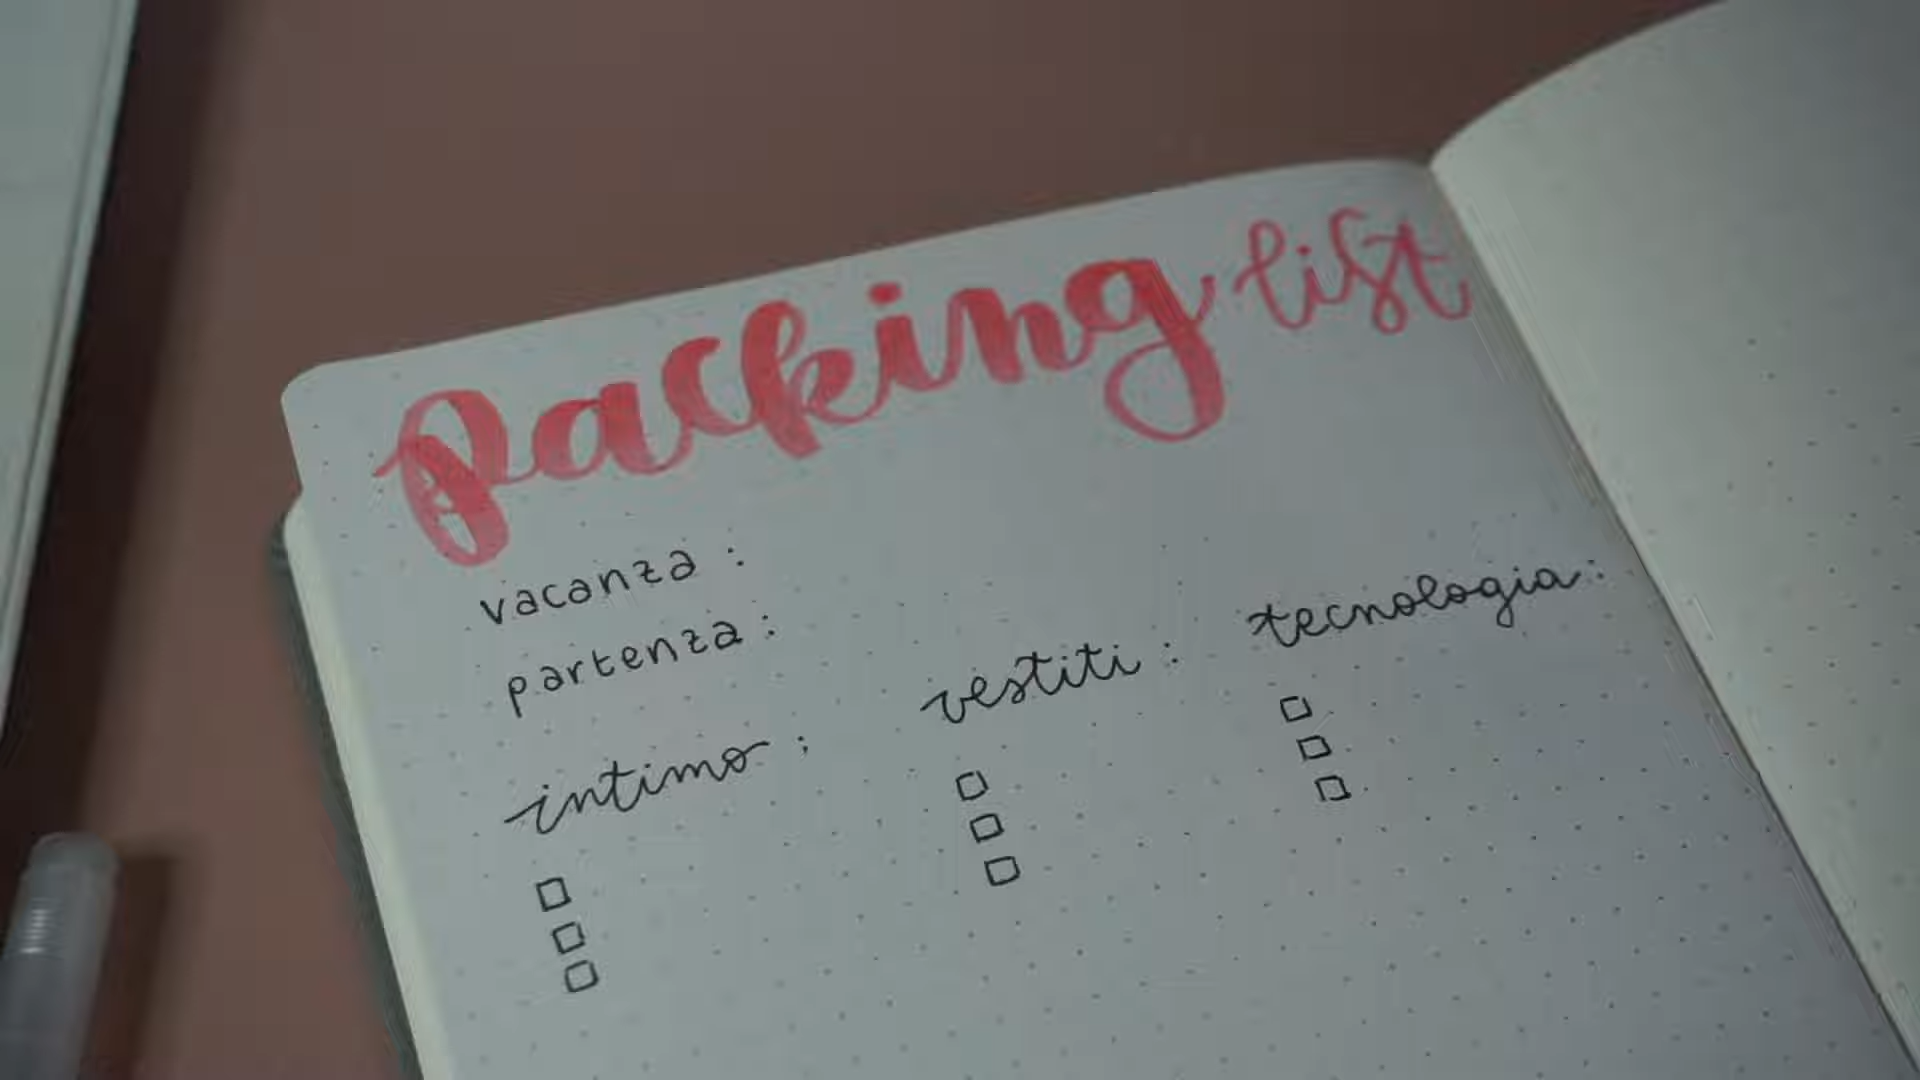 Packing list
vacanza :
partenza :
intimo :
vestiti :
tecnologia :